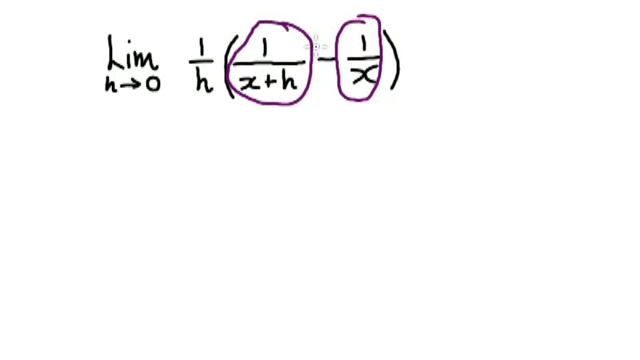 Lim h→0 1/h ( 1/(x+h) - 1/x )